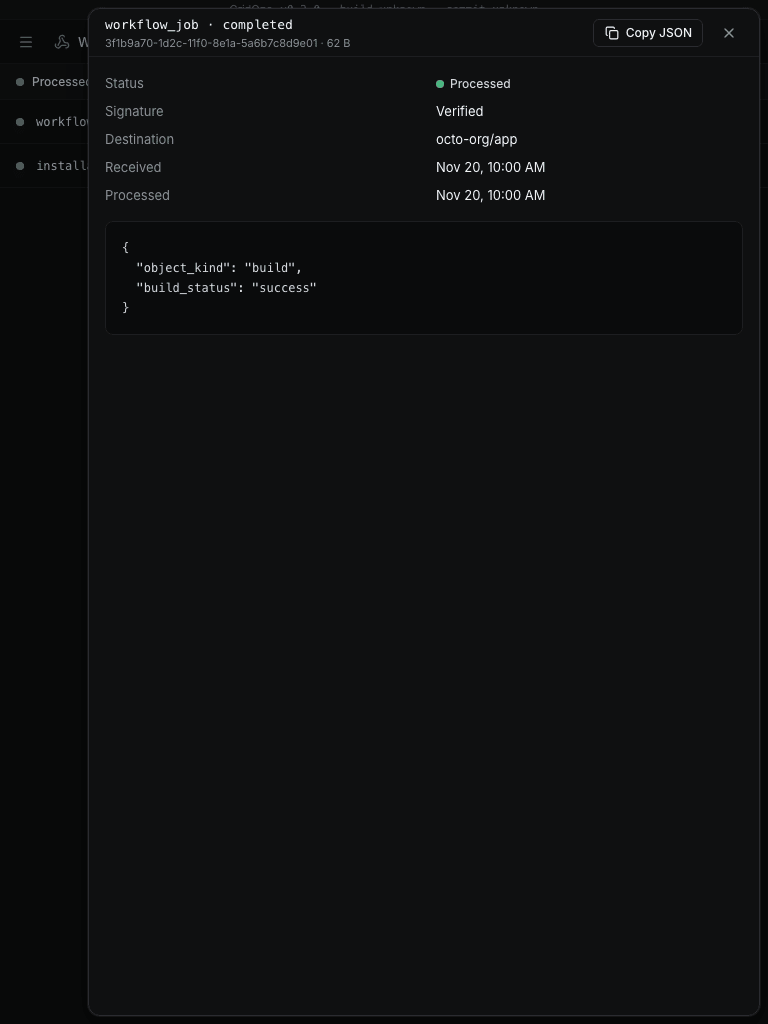 workflow_job · completed
3f1b9a70-1d2c-11f0-8e1a-5a6b7c8d9e01 · 62 B
Copy JSON
Status Processed
Signature Verified
Destination octo-org/app
Received Nov 20, 10:00 AM
Processed Nov 20, 10:00 AM
{
"object_kind": "build",
"build_status": "success"
}
W
Processed
workflow
installa